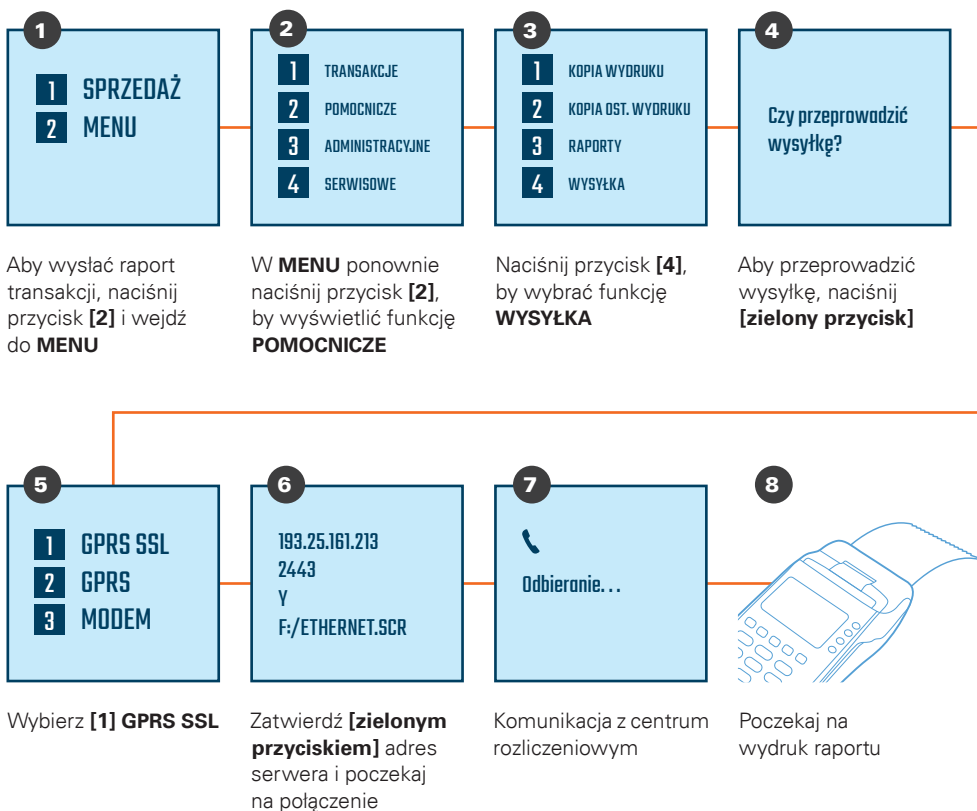 1
1 SPRZEDAŻ
2 MENU
Aby wysłać raport
transakcji, naciśnij
przycisk [2] i wejdź
do MENU
2
1 TRANSAKCJE
2 POMOCNICZE
3 ADMINISTRACYJNE
4 SERWISOWE
W MENU ponownie
naciśnij przycisk [2],
by wyświetlić funkcję
POMOCNICZE
3
1 KOPIA WYDRUKU
2 KOPIA OST. WYDRUKU
3 RAPORTY
4 WYSYŁKA
Naciśnij przycisk [4],
by wybrać funkcję
WYSYŁKA
4
Czy przeprowadzić
wysyłkę?
Aby przeprowadzić
wysyłkę, naciśnij
[zielony przycisk]
5
1 GPRS SSL
2 GPRS
3 MODEM
Wybierz [1] GPRS SSL
6
193.25.161.213
2443
Y
F:/ETHERNET.SCR
Zatwierdź [zielonym
przyciskiem] adres
serwera i poczekaj
na połączenie
7
Odbieranie...
Komunikacja z centrum
rozliczeniowym
8
Poczekaj na
wydruk raportu